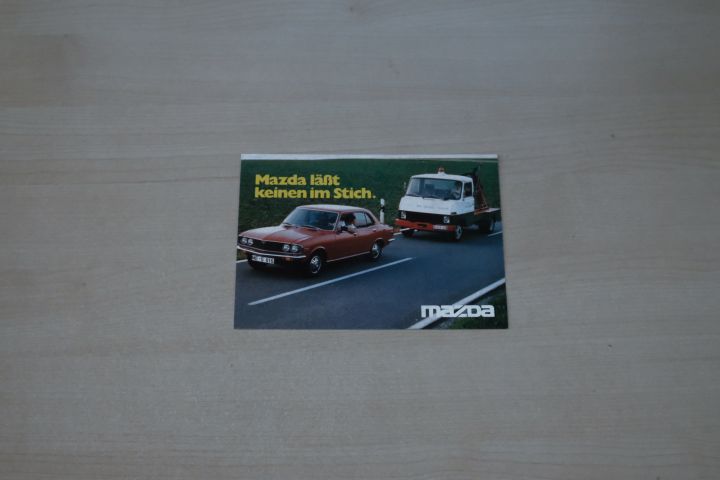 Mazda läßt
keinen im Stich.
mazda